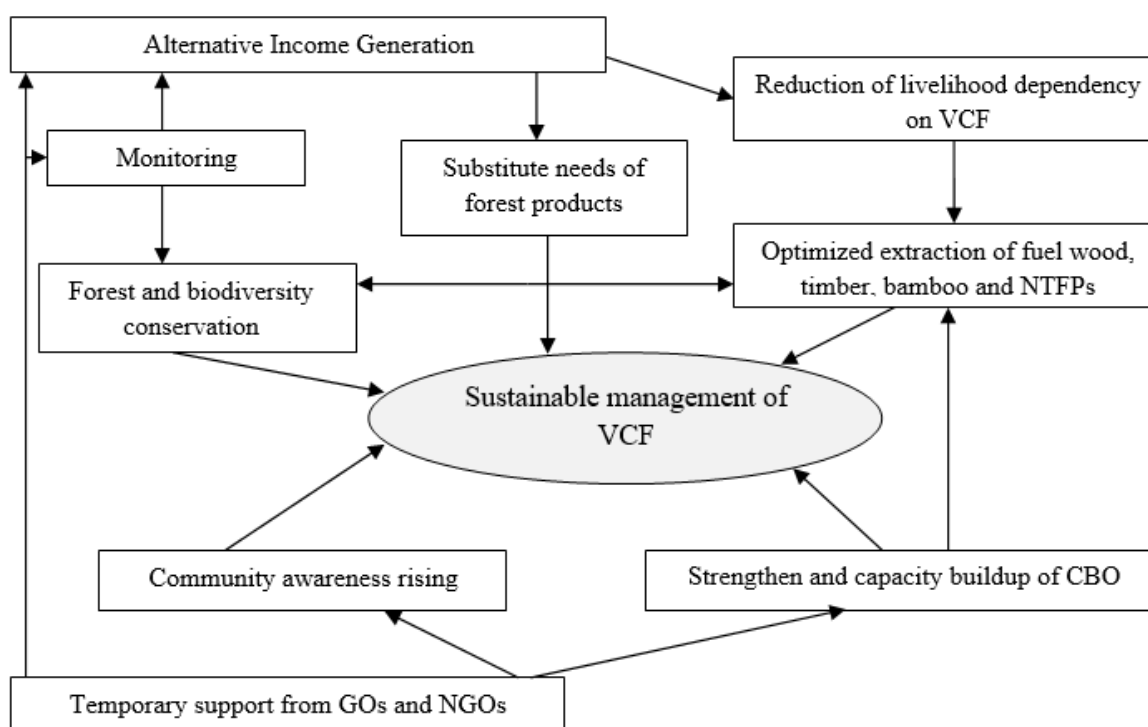 Alternative Income Generation
Reduction of livelihood dependency
on VCF
Monitoring
Substitute needs of
forest products
Forest and biodiversity
conservation
Optimized extraction of fuel wood,
timber, bamboo and NTFPs
Sustainable management of
VCF
Community awareness rising
Strengthen and capacity buildup of CBO
Temporary support from GOs and NGOs